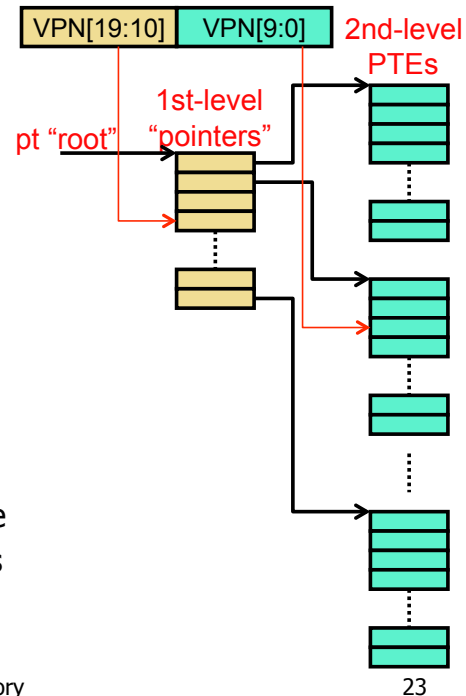 VPN[19:10] VPN[9:0] 2nd-level
PTEs
1st-level
pt “root” “pointers”
23